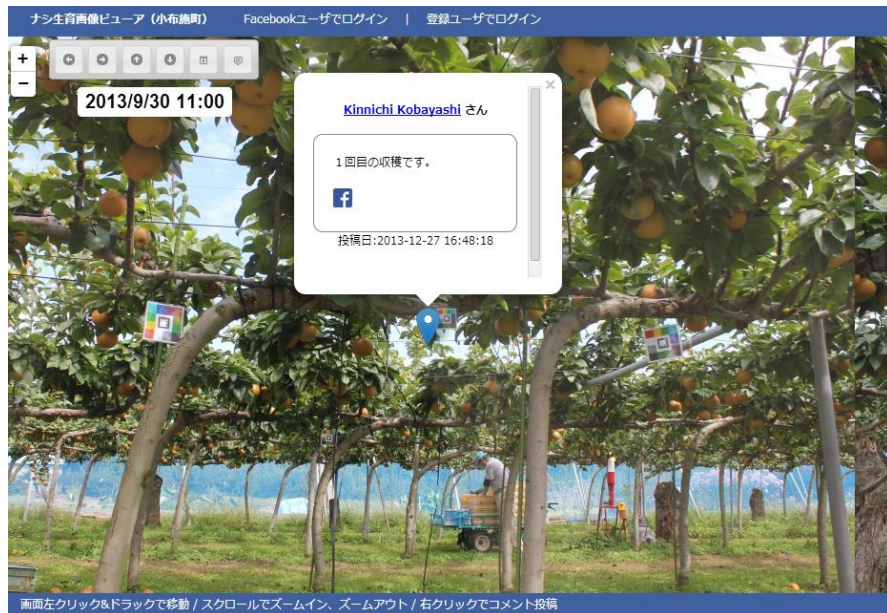 ナシ生育画像ビューア（小布施町） Facebookユーザでログイン | 登録ユーザでログイン
+
−
2013/9/30 11:00
Kinnichi Kobayashi さん
1回目の収穫です。
投稿日:2013-12-27 16:48:18
画面左クリック&ドラックで移動 / スクロールでズームイン、ズームアウト / 右クリックでコメント投稿